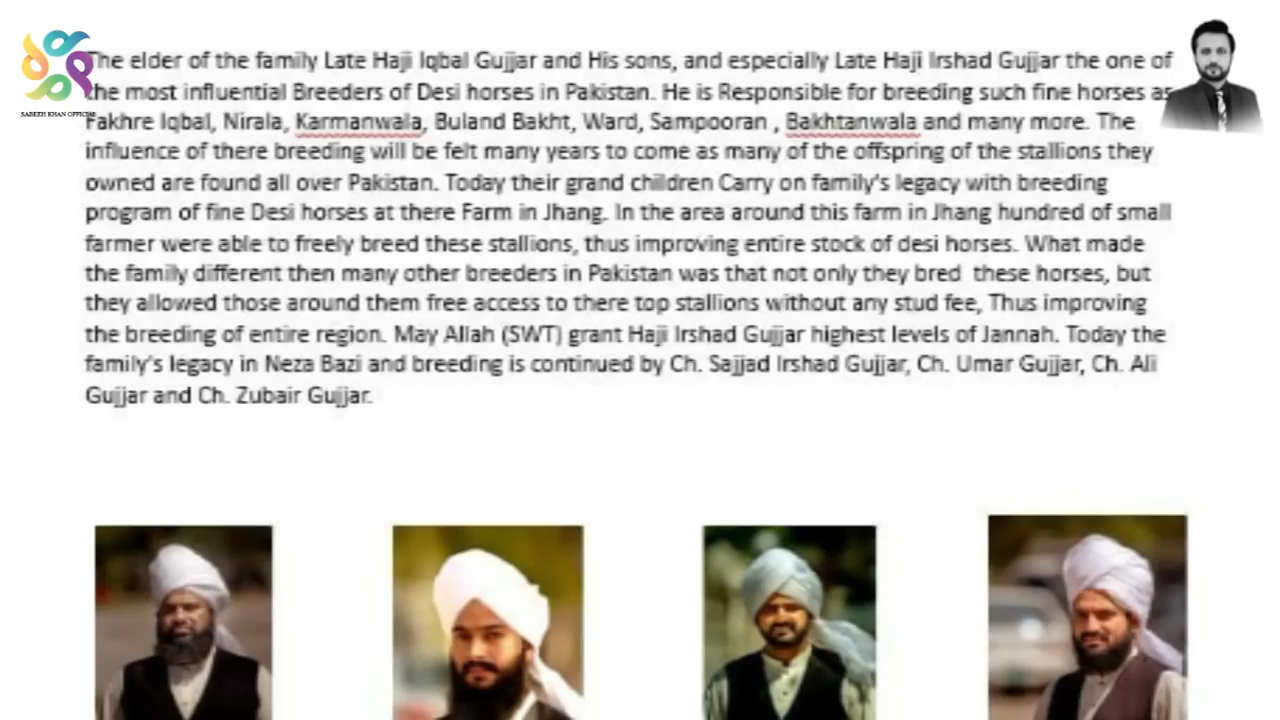 The elder of the family Late Haji Iqbal Gujjar and His sons, and especially Late Haji Irshad Gujjar the one of
the most influential Breeders of Desi horses in Pakistan. He is Responsible for breeding such fine horses as
Fakhre Iqbal, Nirala, Karmanwala, Buland Bakht, Ward, Sampooran , Bakhtanwala and many more. The
influence of there breeding will be felt many years to come as many of the offspring of the stallions they
owned are found all over Pakistan. Today their grand children Carry on family's legacy with breeding
program of fine Desi horses at there Farm in Jhang. In the area around this farm in Jhang hundred of small
farmer were able to freely breed these stallions, thus improving entire stock of desi horses. What made
the family different then many other breeders in Pakistan was that not only they bred these horses, but
they allowed those around them free access to there top stallions without any stud fee, Thus improving
the breeding of entire region. May Allah (SWT) grant Haji Irshad Gujjar highest levels of Jannah. Today the
family's legacy in Neza Bazi and breeding is continued by Ch. Sajjad Irshad Gujjar, Ch. Umar Gujjar, Ch. Ali
Gujjar and Ch. Zubair Gujjar.
SABEEH KHAN OFFICIAL